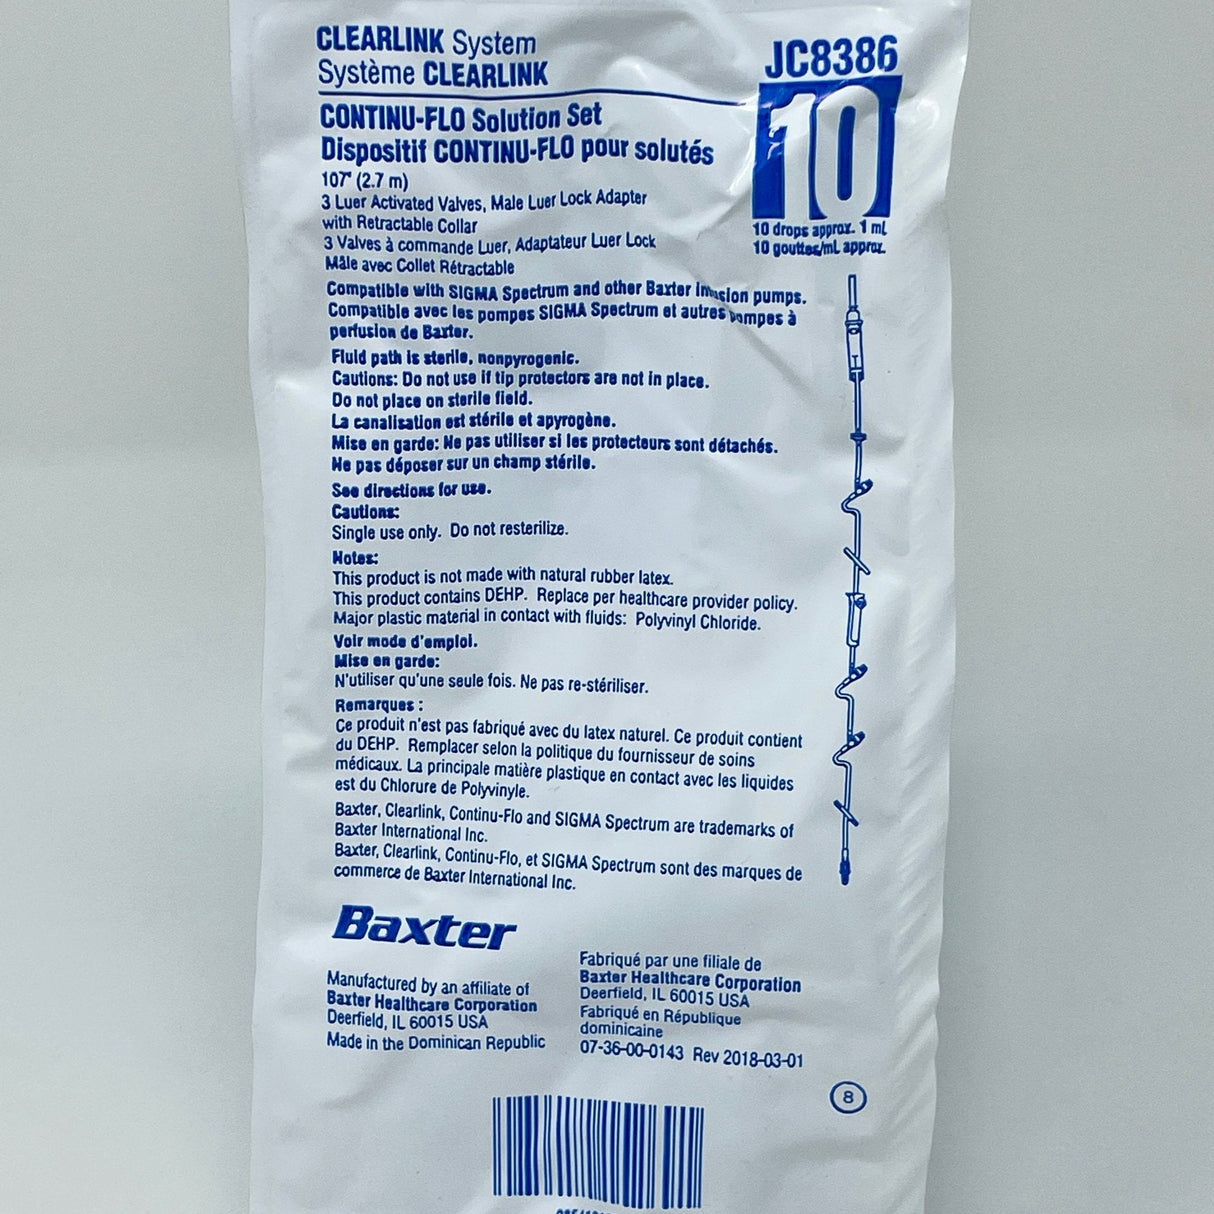 CLEARLINK System
Système CLEARLINK
JC8386
10
10 drops approx. 1 mL
10 gouttes/mL approx.
CONTINU-FLO Solution Set
Dispositif CONTINU-FLO pour solutés
107" (2.7 m)
3 Luer Activated Valves, Male Luer Lock Adapter
with Retractable Collar
3 Valves à commande Luer, Adaptateur Luer Lock
Mâle avec Collet Rétractable
Compatible with SIGMA Spectrum and other Baxter infusion pumps.
Compatible avec les pompes SIGMA Spectrum et autres pompes à
perfusion de Baxter.
Fluid path is sterile, nonpyrogenic.
Cautions: Do not use if tip protectors are not in place.
Do not place on sterile field.
La canalisation est stérile et apyrogène.
Mise en garde: Ne pas utiliser si les protecteurs sont détachés.
Ne pas déposer sur un champ stérile.
See directions for use.
Cautions:
Single use only. Do not resterilize.
Notes:
This product is not made with natural rubber latex.
This product contains DEHP. Replace per healthcare provider policy.
Major plastic material in contact with fluids: Polyvinyl Chloride.
Voir mode d'emploi.
Mise en garde:
N'utiliser qu'une seule fois. Ne pas re-stériliser.
Remarques :
Ce produit n'est pas fabriqué avec du latex naturel. Ce produit contient
du DEHP. Remplacer selon la politique du fournisseur de soins
médicaux. La principale matière plastique en contact avec les liquides
est du Chlorure de Polyvinyle.
Baxter, Clearlink, Continu-Flo and SIGMA Spectrum are trademarks of
Baxter International Inc.
Baxter, Clearlink, Continu-Flo, et SIGMA Spectrum sont des marques de
commerce de Baxter International Inc.
Baxter
Manufactured by an affiliate of
Baxter Healthcare Corporation
Deerfield, IL 60015 USA
Made in the Dominican Republic
Fabriqué par une filiale de
Baxter Healthcare Corporation
Deerfield, IL 60015 USA
Fabriqué en République
dominicaine
07-36-00-0143 Rev 2018-03-01
8